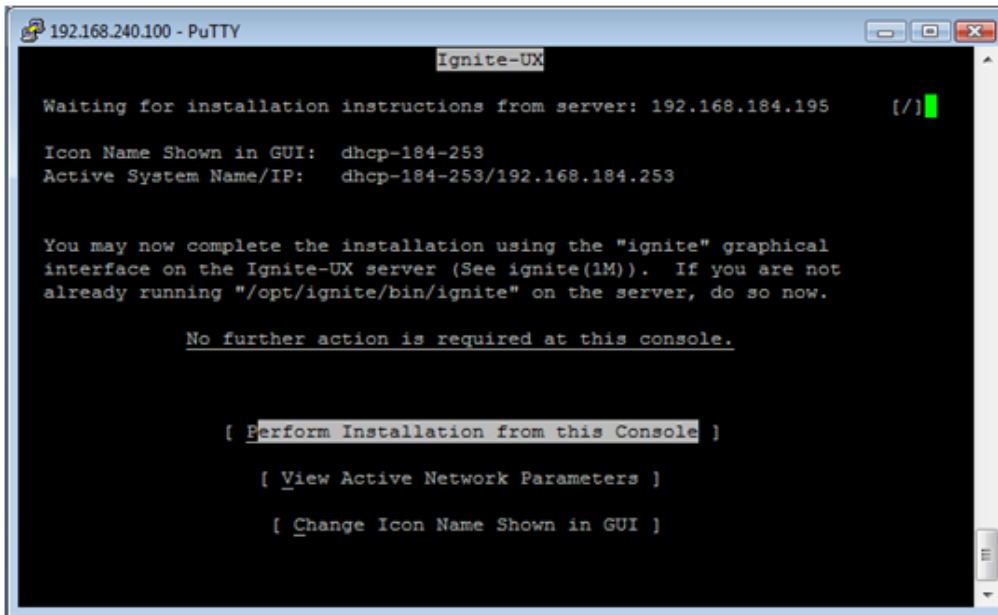 192.168.240.100 - PuTTY
Ignite-UX
Waiting for installation instructions from server: 192.168.184.195 [/]
Icon Name Shown in GUI: dhcp-184-253
Active System Name/IP: dhcp-184-253/192.168.184.253
You may now complete the installation using the "ignite" graphical
interface on the Ignite-UX server (See ignite(1M)). If you are not
already running "/opt/ignite/bin/ignite" on the server, do so now.
No further action is required at this console.
[ Perform Installation from this Console ]
[ View Active Network Parameters ]
[ Change Icon Name Shown in GUI ]